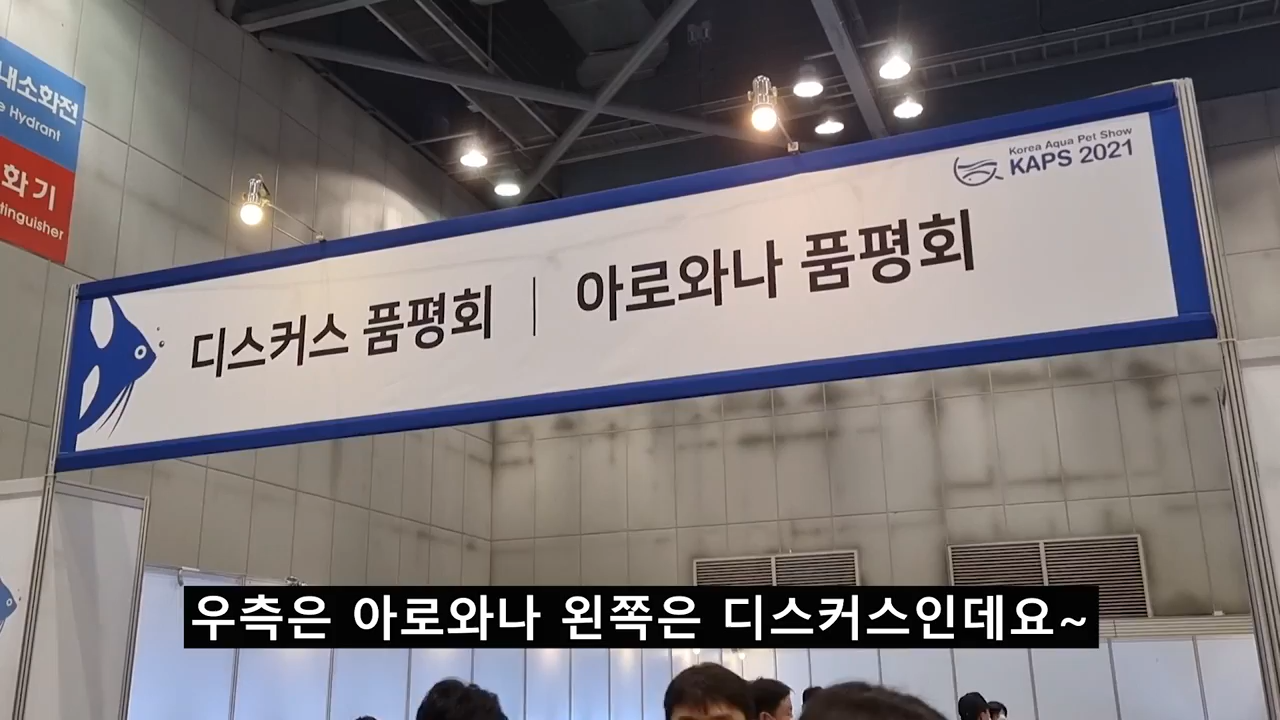 내소화전
e Hydrant
화기
tinguisher
Korea Aqua Pet Show
KAPS 2021
디스커스 품평회 | 아로와나 품평회
우측은 아로와나 왼쪽은 디스커스인데요~